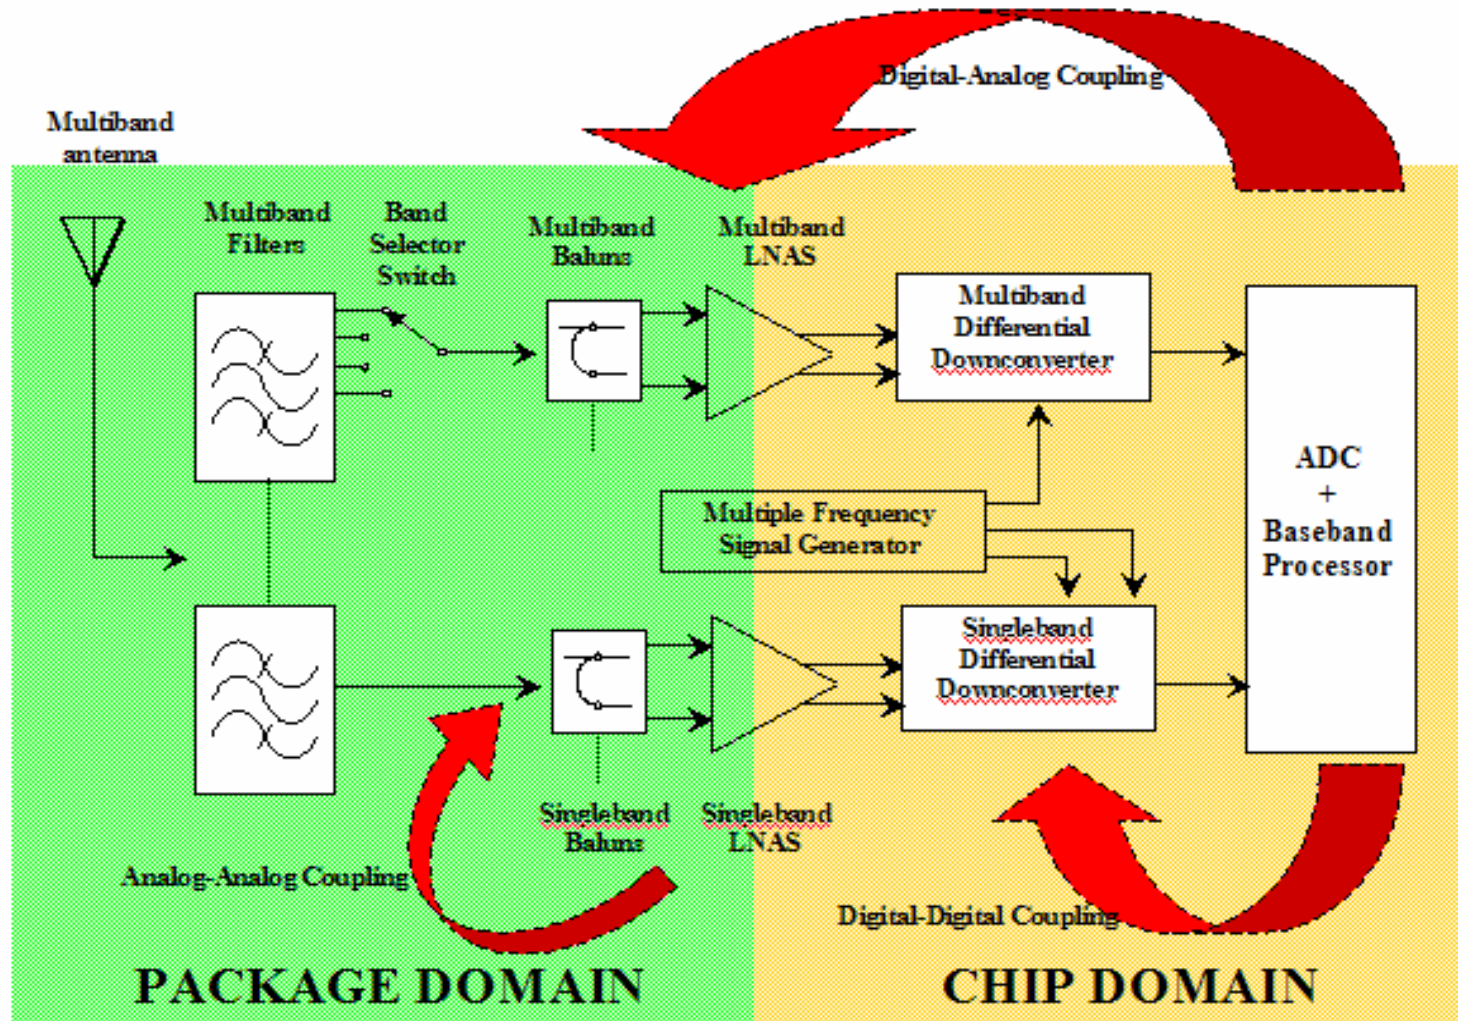 Digital-Analog Coupling
Multiband
antenna
Multiband
Filters
Band
Selector
Switch
Multiband
Baluns
Multiband
LNAS
Multiband
Differential
Downconverter
ADC
+
Baseband
Processor
Multiple Frequency
Signal Generator
Singleband
Differential
Downconverter
Singleband
Baluns
Singleband
LNAS
Analog-Analog Coupling
Digital-Digital Coupling
PACKAGE DOMAIN
CHIP DOMAIN